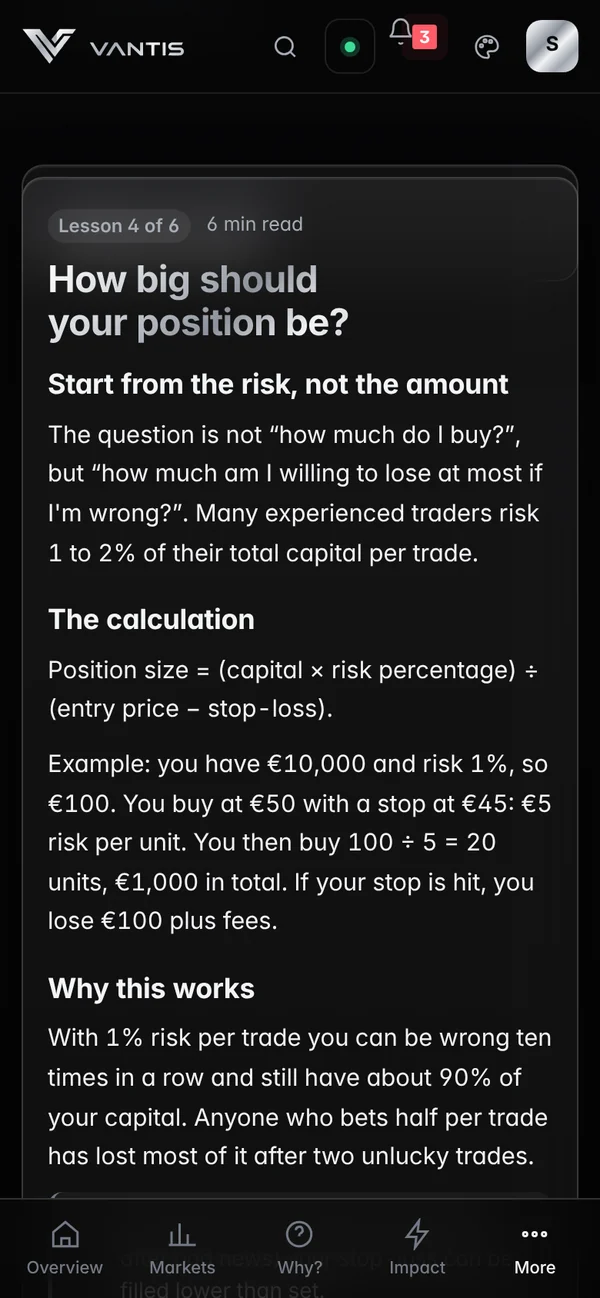 VANTIS
3
S
Lesson 4 of 6 6 min read
How big should
your position be?
Start from the risk, not the amount
The question is not “how much do I buy?”,
but “how much am I willing to lose at most if
I'm wrong?”. Many experienced traders risk
1 to 2% of their total capital per trade.
The calculation
Position size = (capital × risk percentage) ÷
(entry price − stop-loss).
Example: you have €10,000 and risk 1%, so
€100. You buy at €50 with a stop at €45: €5
risk per unit. You then buy 100 ÷ 5 = 20
units, €1,000 in total. If your stop is hit, you
lose €100 plus fees.
Why this works
With 1% risk per trade you can be wrong ten
times in a row and still have about 90% of
your capital. Anyone who bets half per trade
has lost most of it after two unlucky trades.
Overview Markets Why? Impact More
filled lower than set.